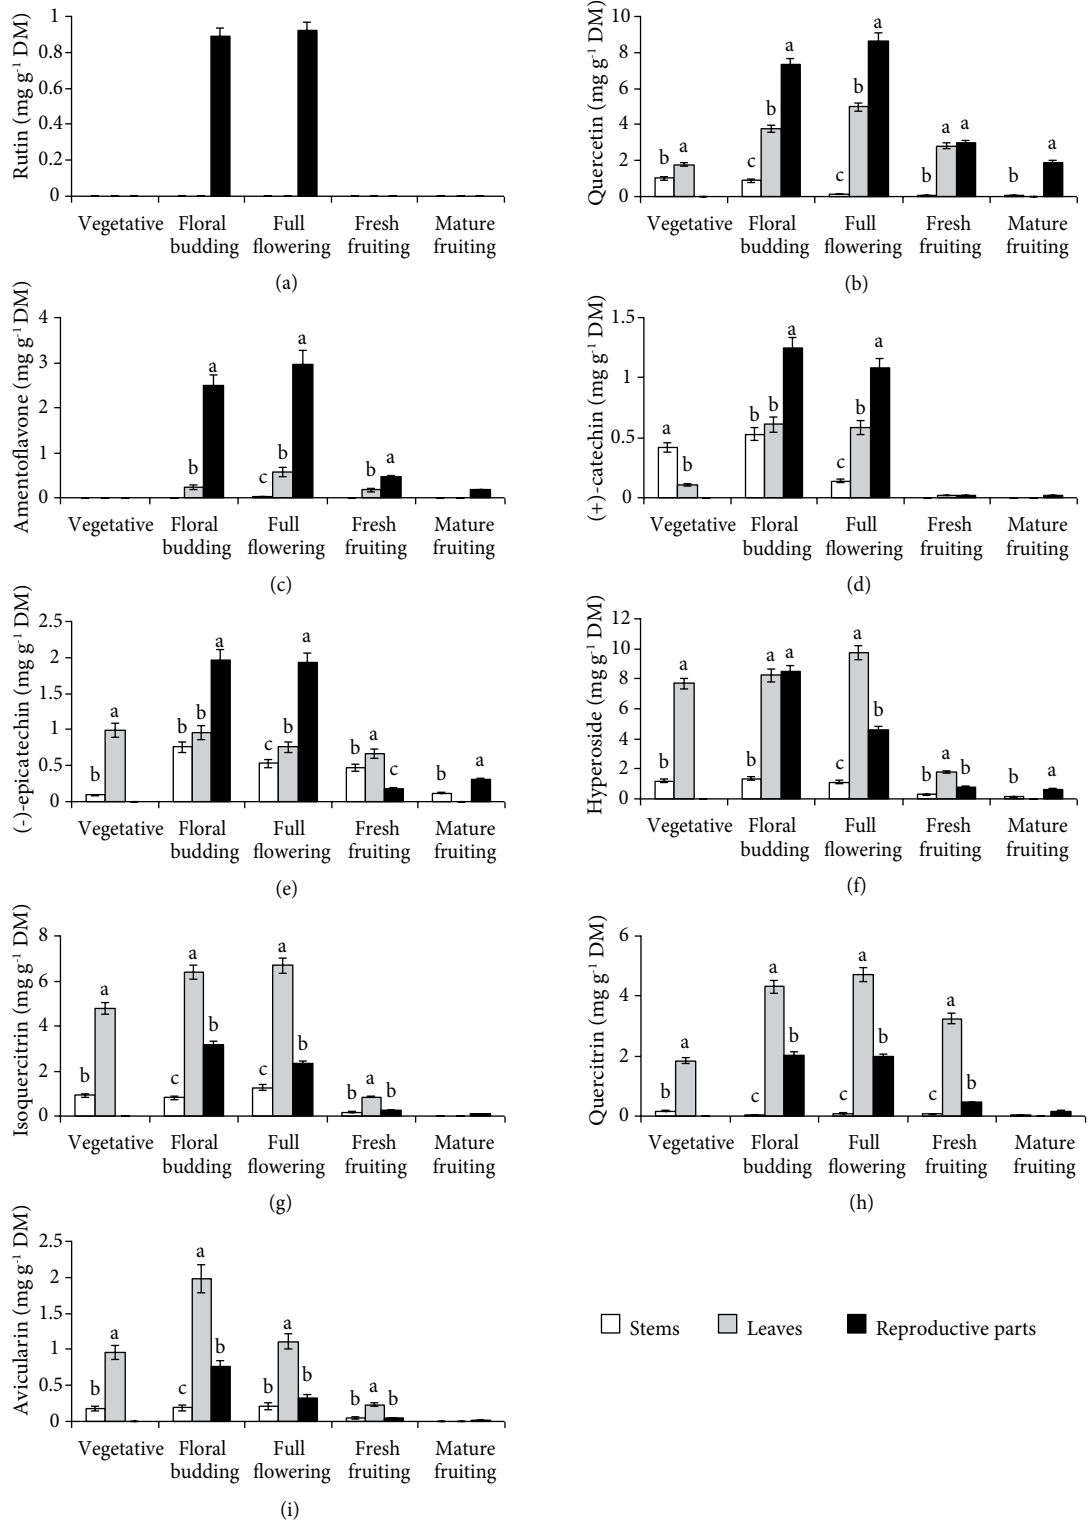 Rutin (mg g⁻¹ DM)
1
0.8
0.6
0.4
0.2
0
Vegetative Floral budding Full flowering Fresh fruiting Mature fruiting
(a)
Quercetin (mg g⁻¹ DM)
10
8
6
4
2
0
b a c b a c b a b a a b a
Vegetative Floral budding Full flowering Fresh fruiting Mature fruiting
(b)
Amentoflavone (mg g⁻¹ DM)
4
3
2
1
0
b a c b a b a
Vegetative Floral budding Full flowering Fresh fruiting Mature fruiting
(c)
(+)-catechin (mg g⁻¹ DM)
1.5
1
0.5
0
a b b b a c b a
Vegetative Floral budding Full flowering Fresh fruiting Mature fruiting
(d)
(-)-epicatechin (mg g⁻¹ DM)
2.5
2
1.5
1
0.5
0
b a b b a c b a b a c b a
Vegetative Floral budding Full flowering Fresh fruiting Mature fruiting
(e)
Hyperoside (mg g⁻¹ DM)
12
10
8
6
4
2
0
b a b a a c a b b a b b a
Vegetative Floral budding Full flowering Fresh fruiting Mature fruiting
(f)
Isoquercitrin (mg g⁻¹ DM)
8
6
4
2
0
b a c a b c a b b a b
Vegetative Floral budding Full flowering Fresh fruiting Mature fruiting
(g)
Quercitrin (mg g⁻¹ DM)
6
4
2
0
b a c a b c a b c a b
Vegetative Floral budding Full flowering Fresh fruiting Mature fruiting
(h)
Avicularin (mg g⁻¹ DM)
2.5
2
1.5
1
0.5
0
b a c a b b a b b a b
Vegetative Floral budding Full flowering Fresh fruiting Mature fruiting
(i)
Stems Leaves Reproductive parts